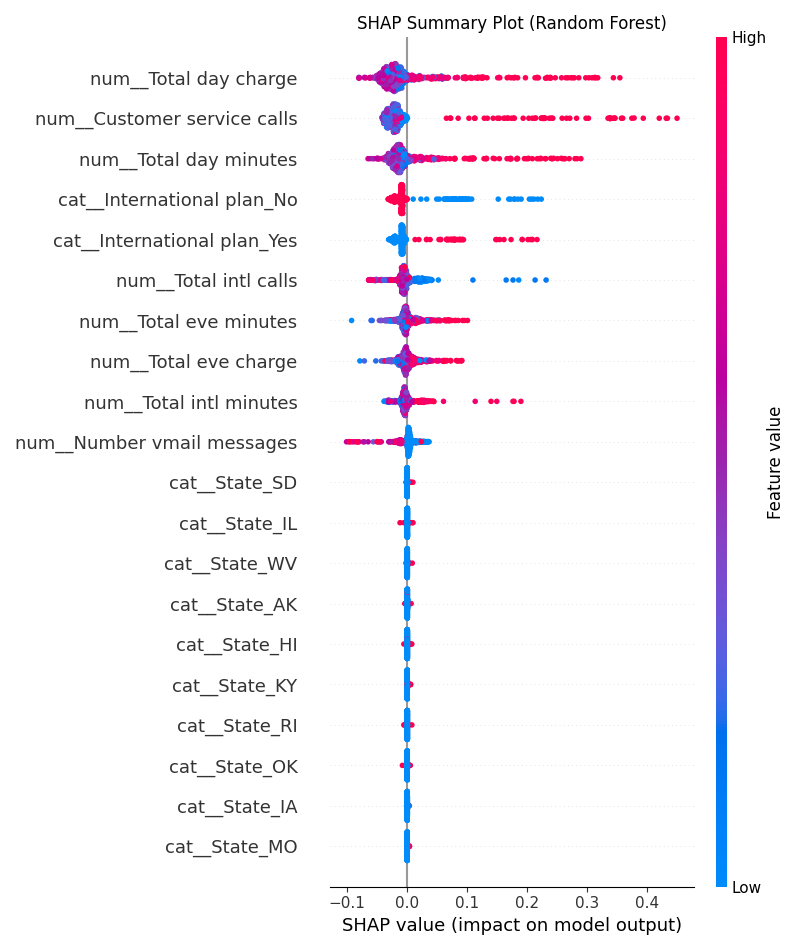 SHAP Summary Plot (Random Forest)
High
num__Total day charge
num__Customer service calls
num__Total day minutes
cat__International plan_No
cat__International plan_Yes
num__Total intl calls
num__Total eve minutes
num__Total eve charge
num__Total intl minutes
num__Number vmail messages
cat__State_SD
cat__State_IL
cat__State_WV
cat__State_AK
cat__State_HI
cat__State_KY
cat__State_RI
cat__State_OK
cat__State_IA
cat__State_MO
Feature value
Low
−0.1 0.0 0.1 0.2 0.3 0.4
SHAP value (impact on model output)